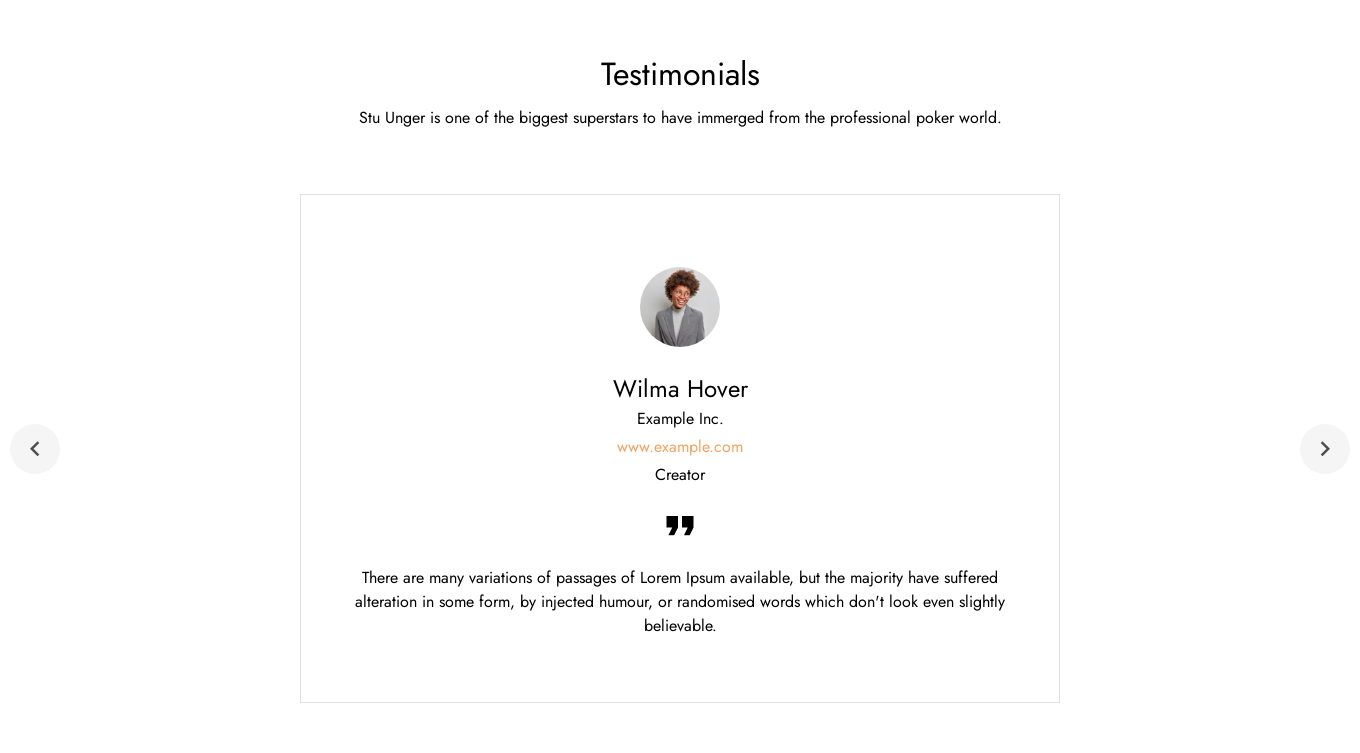 Testimonials
Stu Unger is one of the biggest superstars to have immerged from the professional poker world.
Wilma Hover
Example Inc.
www.example.com
Creator
There are many variations of passages of Lorem Ipsum available, but the majority have suffered
alteration in some form, by injected humour, or randomised words which don't look even slightly
believable.